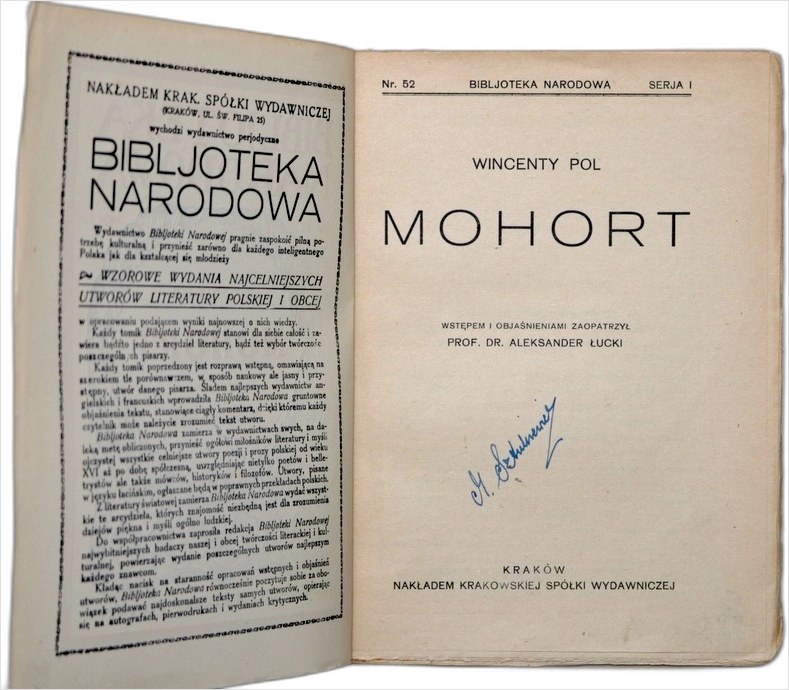 NAKŁADEM KRAK. SPÓŁKI WYDAWNICZEJ
(KRAKÓW, UL. ŚW. FILIPA 25)
wychodzi wydawnictwo perjodyczne
BIBLJOTEKA
NARODOWA
Wydawnictwo Bibljoteki Narodowej pragnie zaspokoić pilną po-
trzebę kulturalną i przynieść zarówno dla każdego inteligentnego
Polaka jak dla kształcącej się młodzieży
WZOROWE WYDANIA NAJCELNIEJSZYCH
UTWORÓW LITERATURY POLSKIEJ I OBCEJ
w opracowaniu podającem wyniki najnowszej o nich wiedzy.
Każdy tomik Bibljoteki Narodowej stanowi dla siebie całość i za-
wiera bądźto jedno z arcydzieł literatury, bądź też wybór twórczośc
poszczególn ch pisarzy.
Każdy tomik poprzedzony jest rozprawą wstępną, omawiającą na
szerokiem tle porównawczem, w sposób naukowy ale jasny i przy-
stępny, utwór danego pisarza. Śladem najlepszych wydawnictw an-
gielskich i francuskich wprowadziła Bibljoteka Narodowa gruntowne
objaśnienia tekstu, stanowiące ciągły komentarz, dzięki któremu każdy
czytelnik może należycie zrozumieć tekst utworu.
Bibljoteka Narodowa zamierza w wydawnictwach swych, na da-
leką metę obliczonych, przynieść ogółowi miłośników literatury i myśli
ojczystej wszystkie celniejsze utwory poezji i prozy polskiej od wieku
XVI aż po dobę spółczesną, uwzględniając nietylko poetów i belle-
trystów ale także mówców, historyków i filozofów. Utwory, pisane
w języku łacińskim, ogłaszane będą w poprawnych przekładach polskich.
Z literatury światowej zamierza Bibljoteka Narodowa wydać wszyst-
kie te arcydzieła, których znajomość niezbędną jest dla zrozumienia
dziejów piękna i myśli ogólno ludzkiej.
Do współpracownictwa zaprosiła redakcja Bibljoteki Narodowej
najwybitniejszych badaczy naszej i obcej twórczości literackiej i kul-
turalnej, powierzając wydanie poszczególnych utworów najlepszym
każdego znawcom.
Kładąc nacisk na staranność opracowań wstępnych i objaśnień
utworów, Bibljoteka Narodowa równocześnie poczytuje sobie za obo-
wiązek podawać najdoskonalsze teksty samych utworów, opierając
się na autografach, pierwodrukach i wydaniach krytycznych.
Nr. 52 BIBLJOTEKA NARODOWA SERJA I
WINCENTY POL
MOHORT
WSTĘPEM I OBJAŚNIENIAMI ZAOPATRZYŁ
PROF. DR. ALEKSANDER ŁUCKI
KRAKÓW
NAKŁADEM KRAKOWSKIEJ SPÓŁKI WYDAWNICZEJ